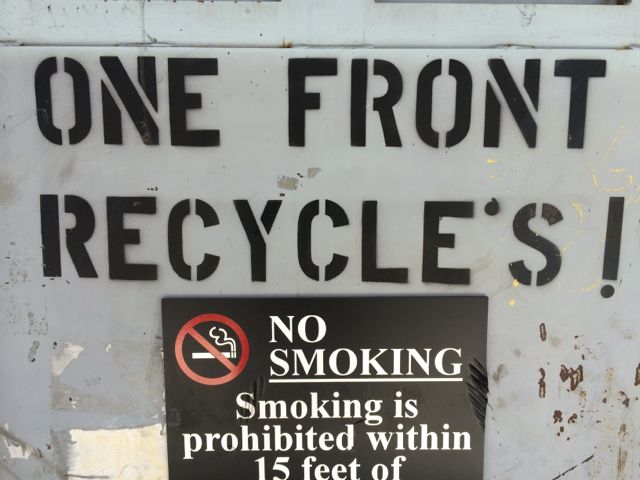 ONE FRONT
RECYCLE'S!
NO
SMOKING
Smoking is
prohibited within
15 feet of